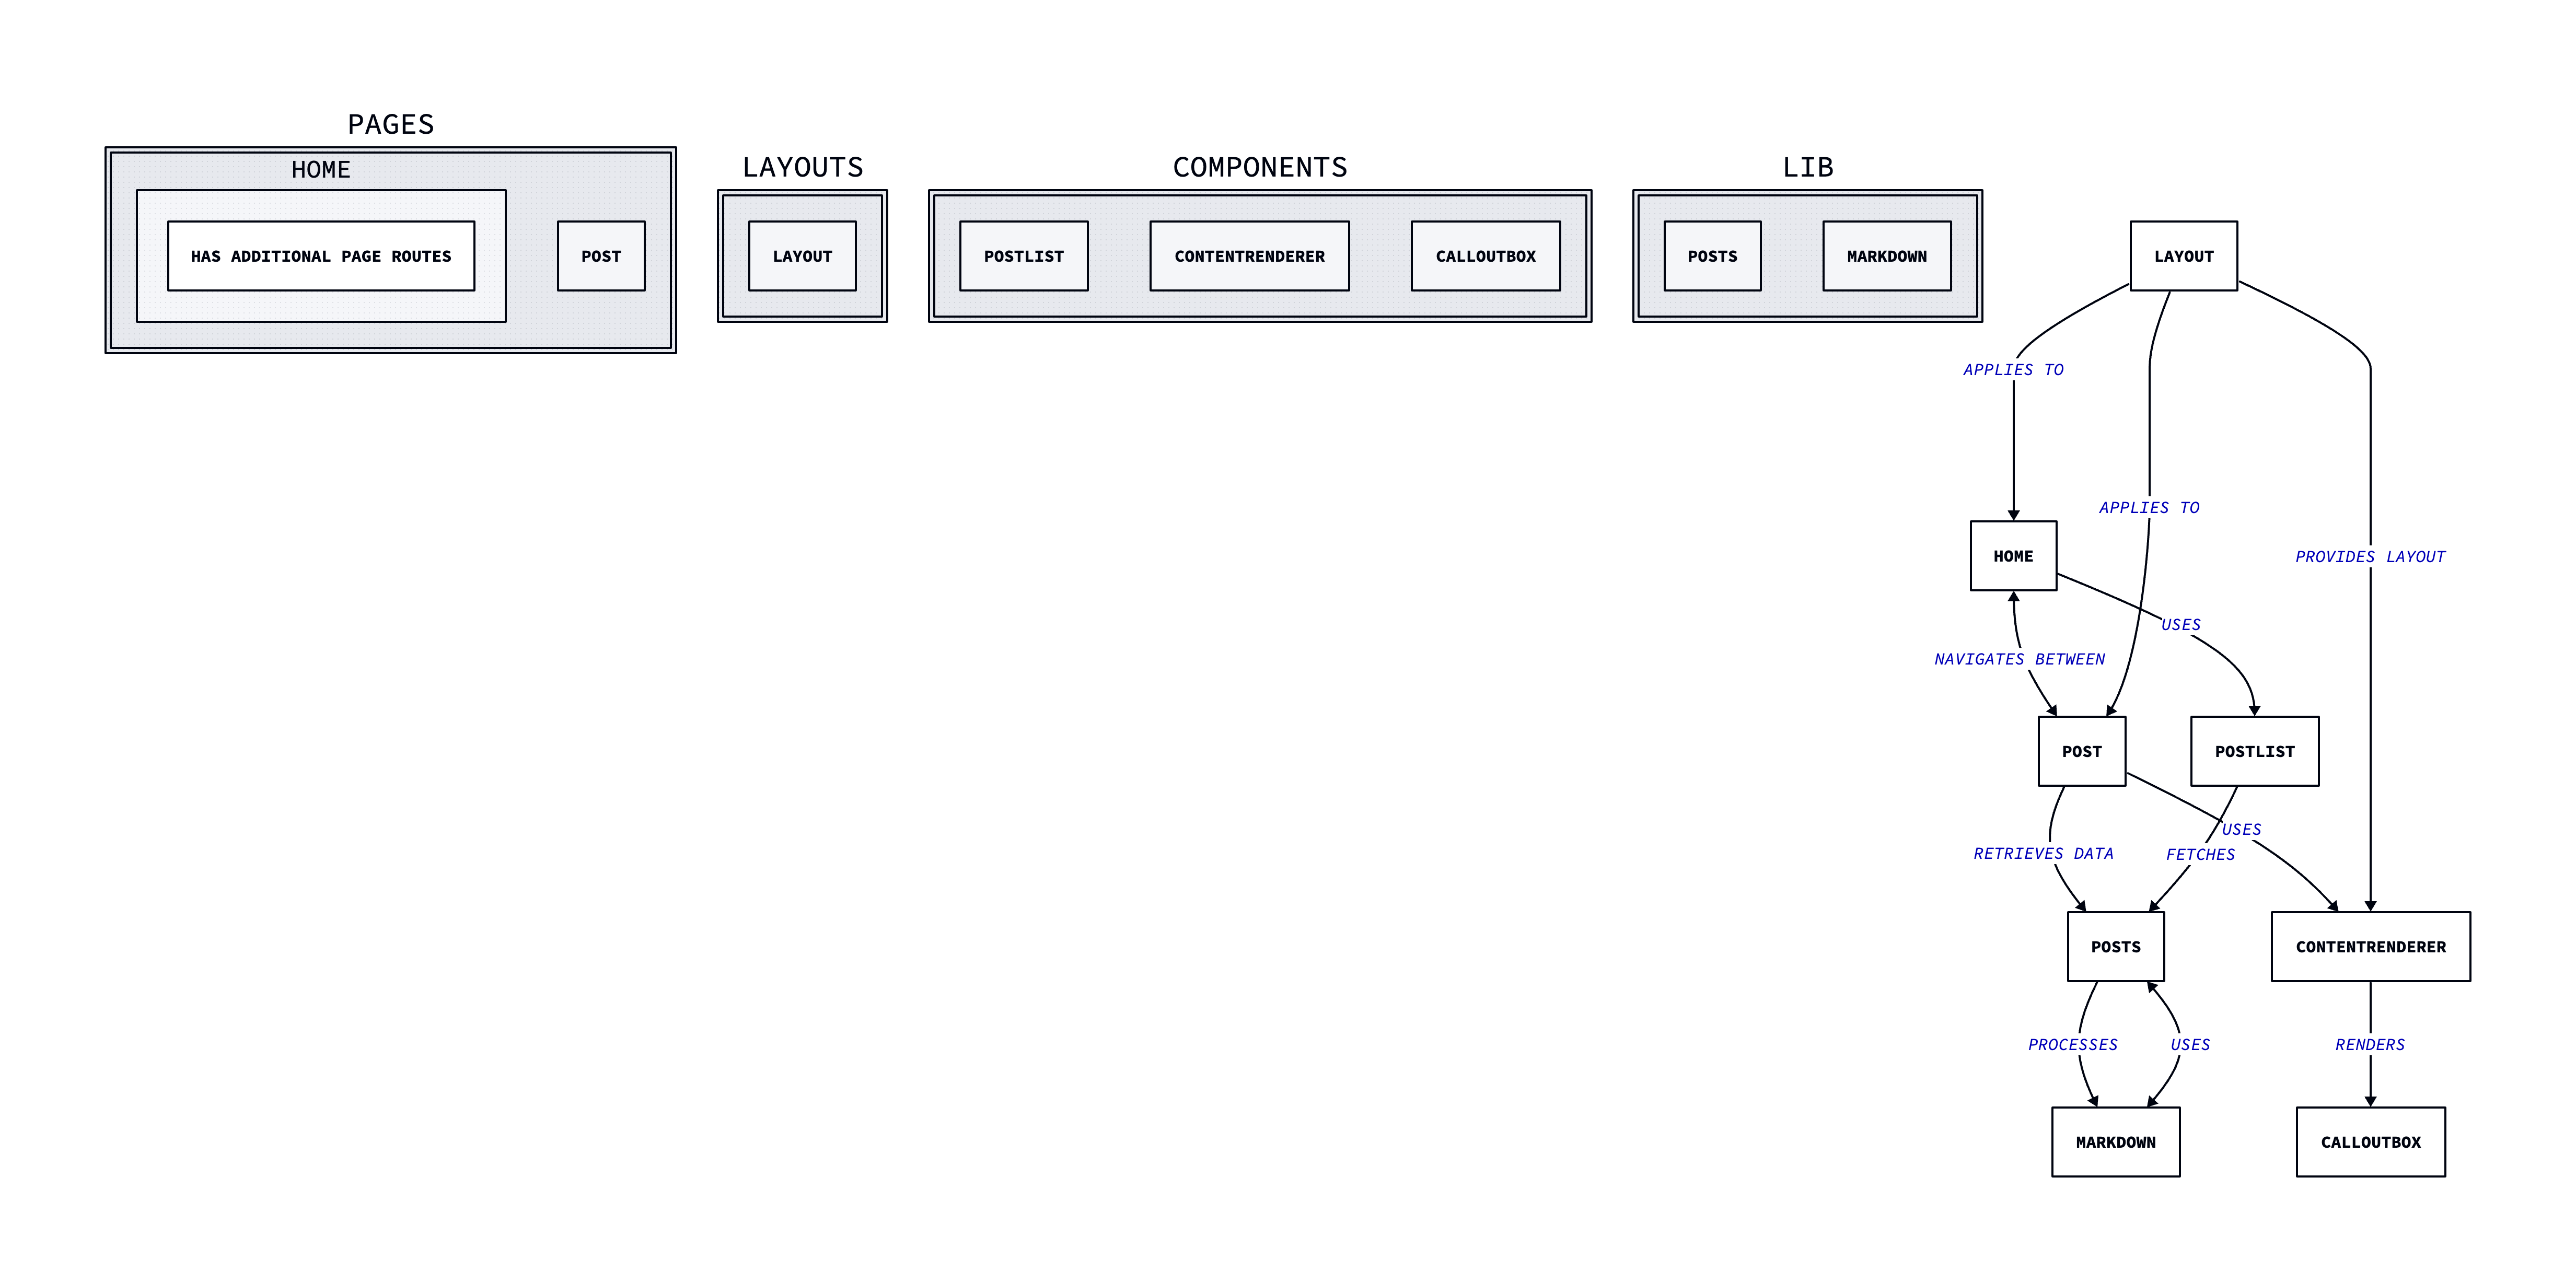 PAGES
HOME
HAS ADDITIONAL PAGE ROUTES
POST
LAYOUTS
LAYOUT
COMPONENTS
POSTLIST
CONTENTRENDERER
CALLOUTBOX
LIB
POSTS
MARKDOWN
LAYOUT
APPLIES TO
APPLIES TO
PROVIDES LAYOUT
HOME
USES
NAVIGATES BETWEEN
POST
POSTLIST
USES
RETRIEVES DATA
FETCHES
POSTS
CONTENTRENDERER
PROCESSES
USES
RENDERS
MARKDOWN
CALLOUTBOX